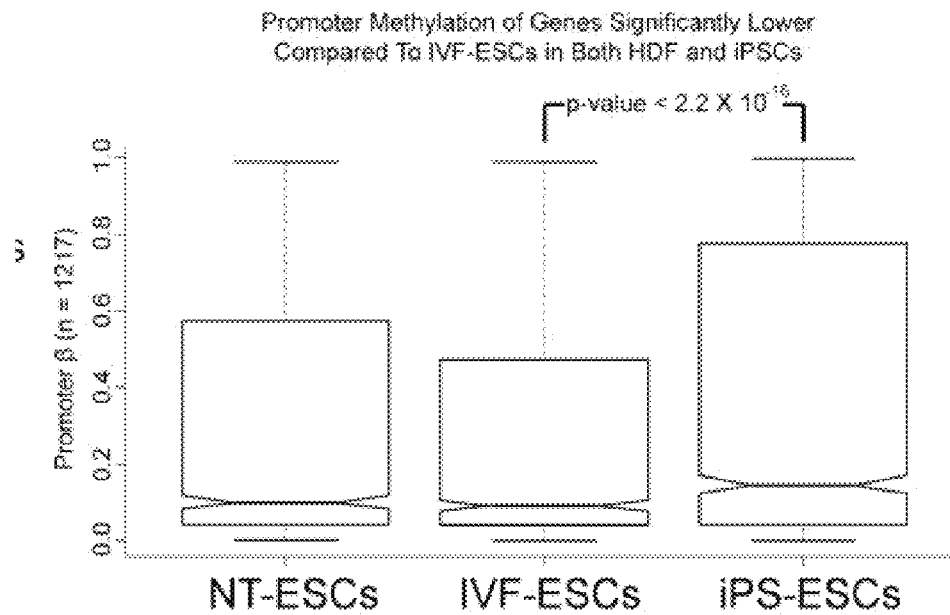 Promoter Methylation of Genes Significantly Lower
Compared To IVF-ESCs in Both HDF and iPSCs
p-value < 2.2 X 10^-16
1.0
0.8
0.6
0.4
0.2
0.0
Promoter β (n = 1217)
NT-ESCs IVF-ESCs iPS-ESCs